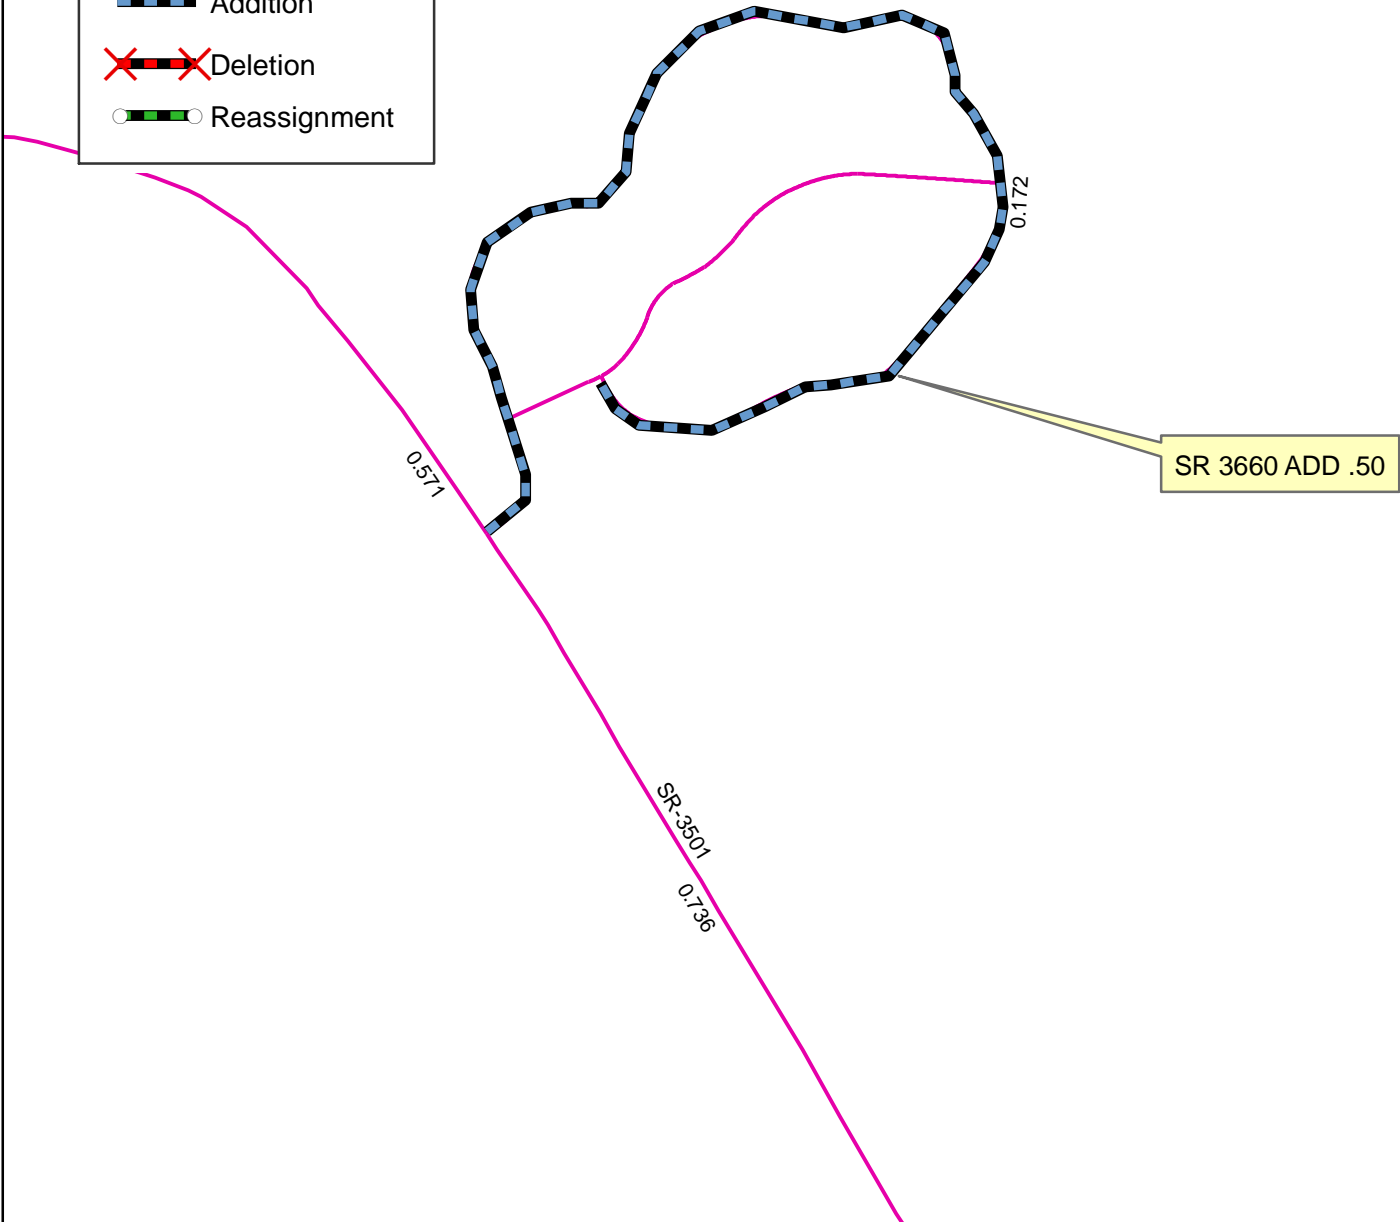 Addition
Deletion
Reassignment
0.172
0.571
SR 3660 ADD .50
SR-3501
0.736